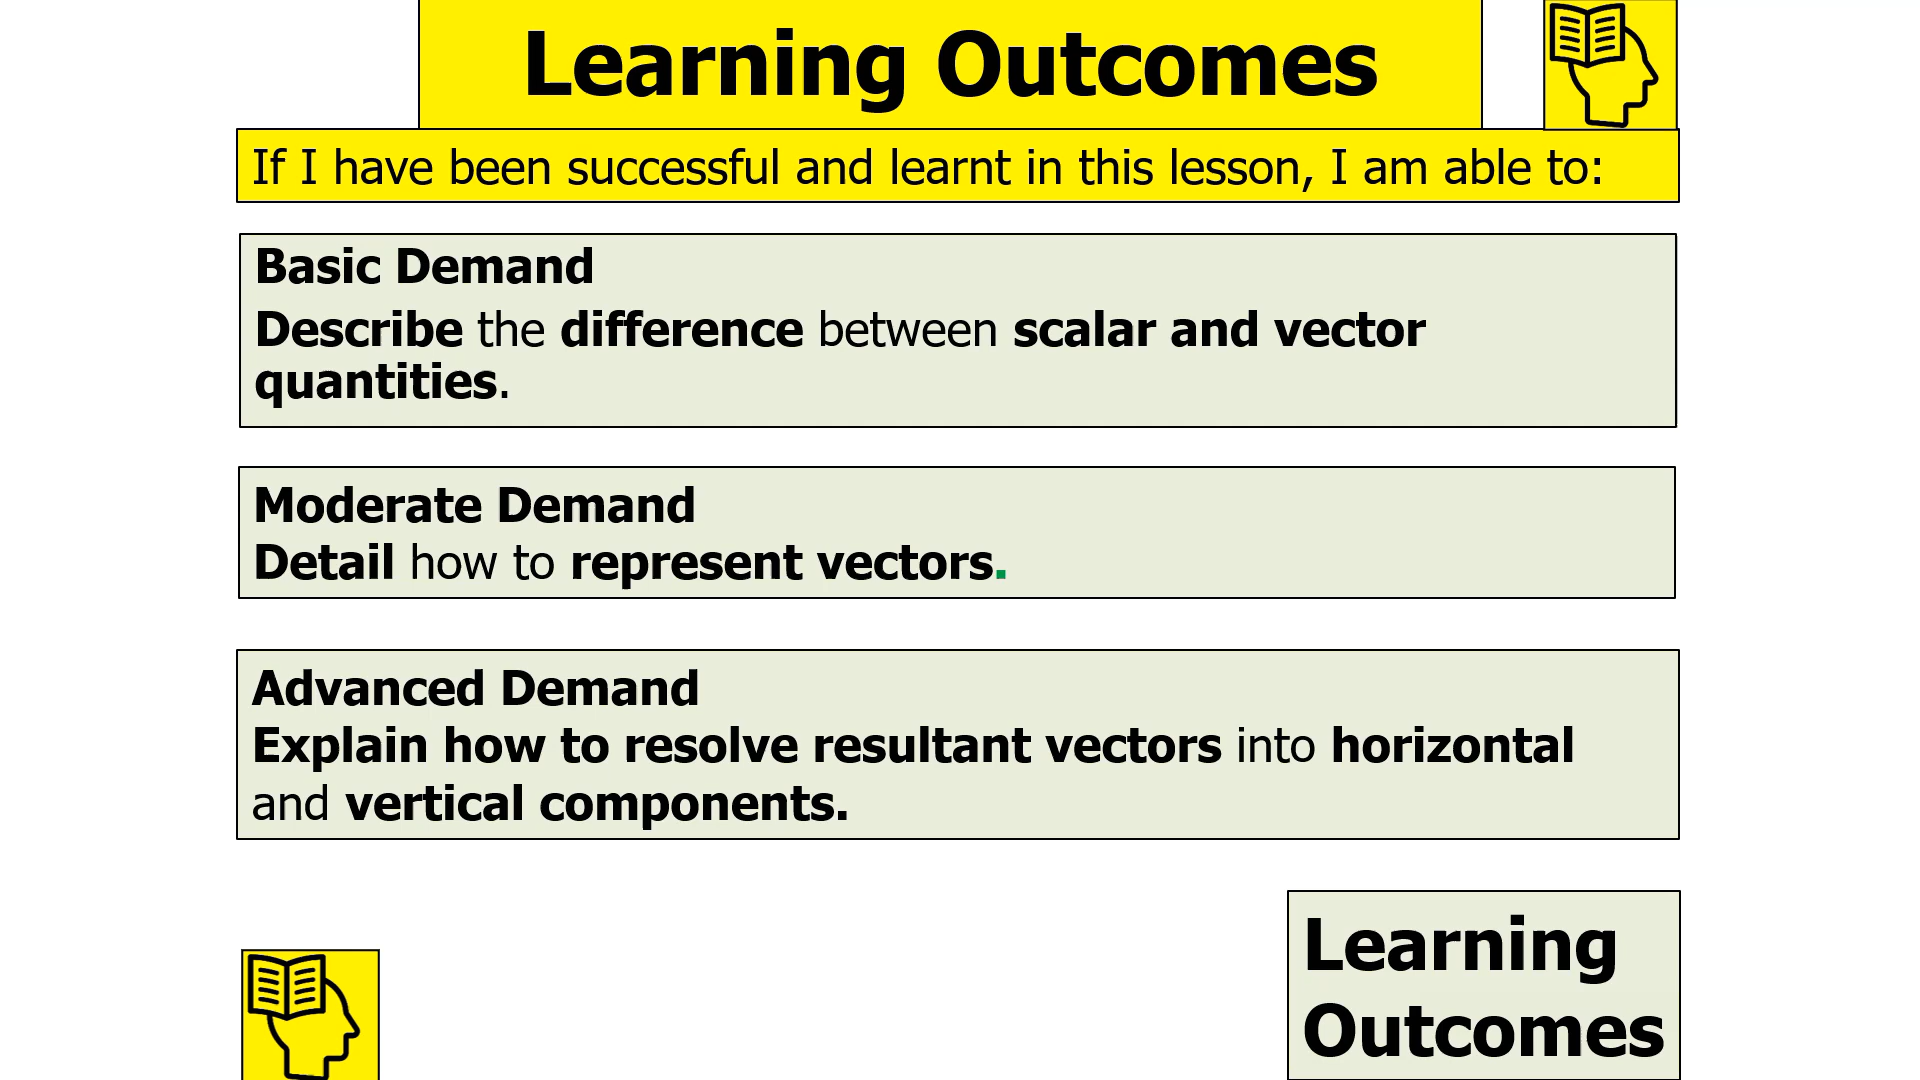 Learning Outcomes
If I have been successful and learnt in this lesson, I am able to:
Basic Demand
Describe the difference between scalar and vector
quantities.
Moderate Demand
Detail how to represent vectors.
Advanced Demand
Explain how to resolve resultant vectors into horizontal
and vertical components.
Learning
Outcomes